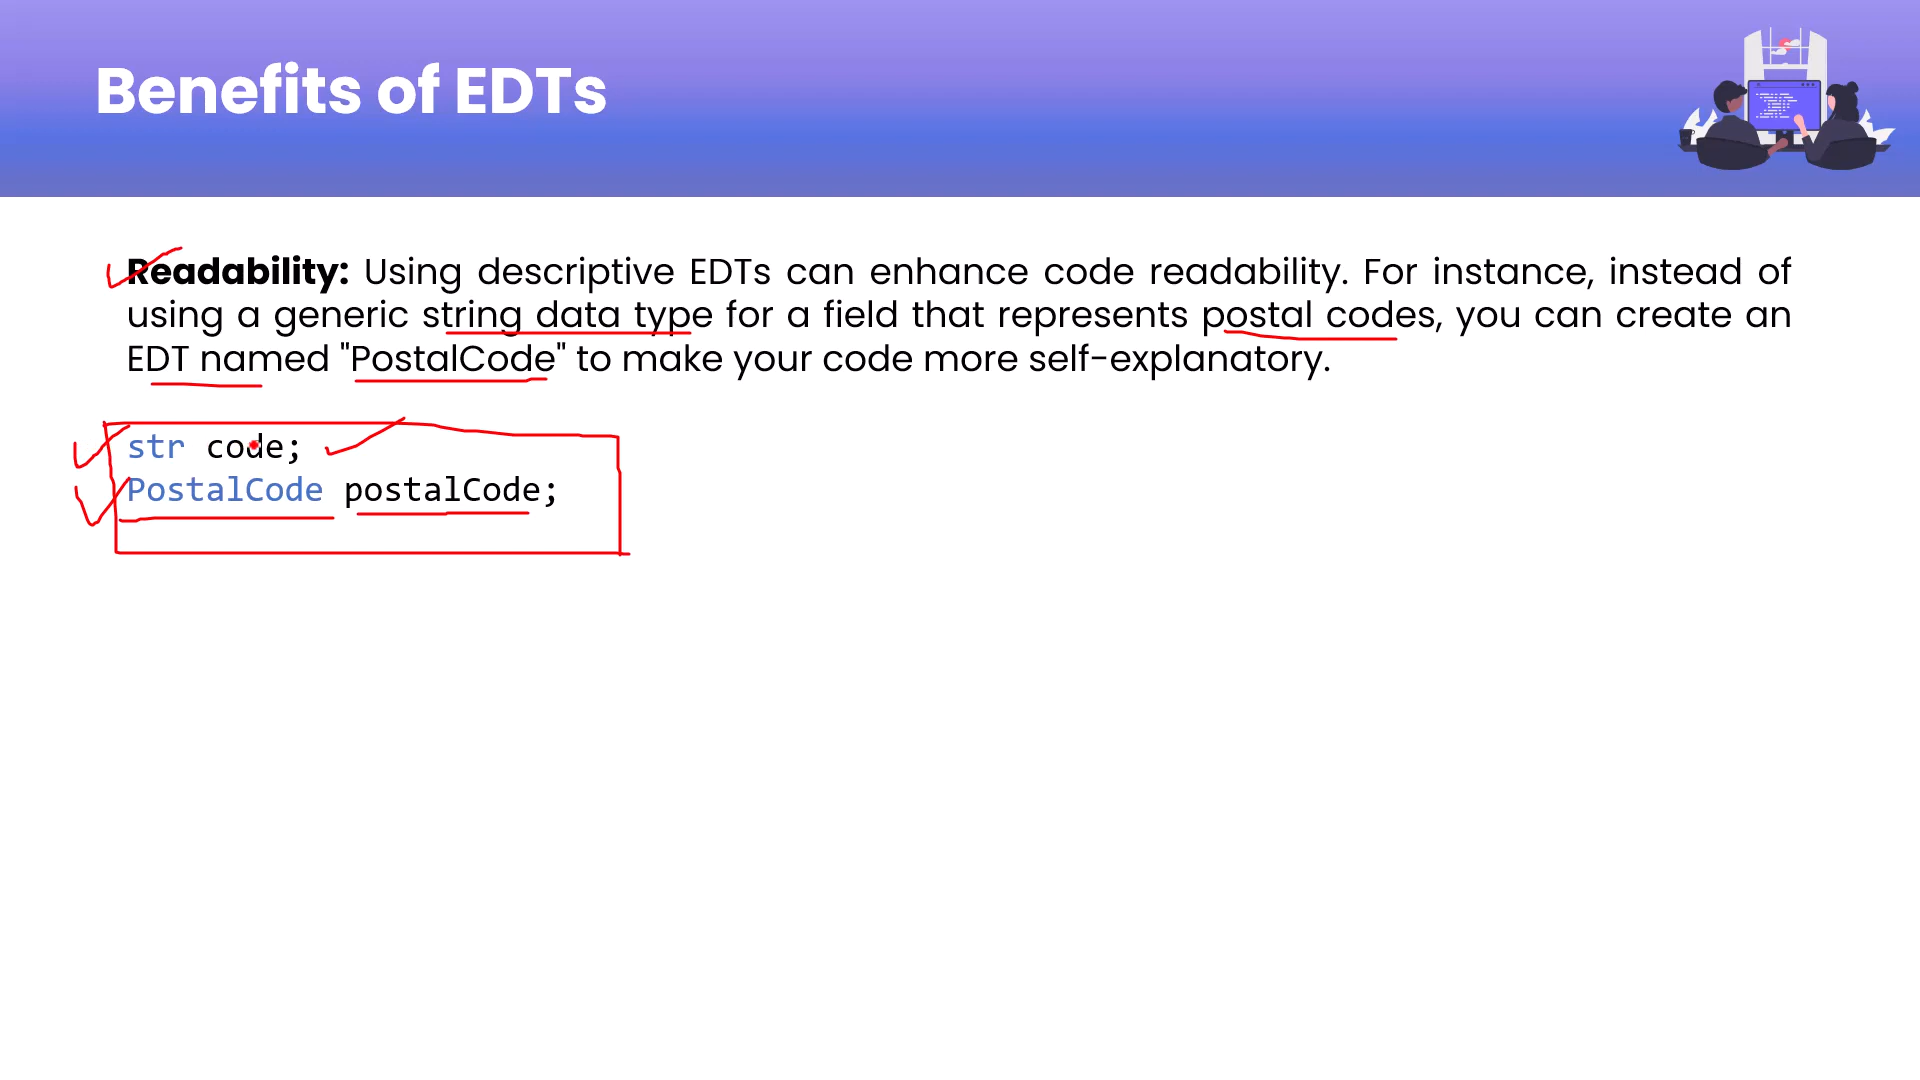 Benefits of EDTs
Readability: Using descriptive EDTs can enhance code readability. For instance, instead of
using a generic string data type for a field that represents postal codes, you can create an
EDT named "PostalCode" to make your code more self-explanatory.
str code;
PostalCode postalCode;